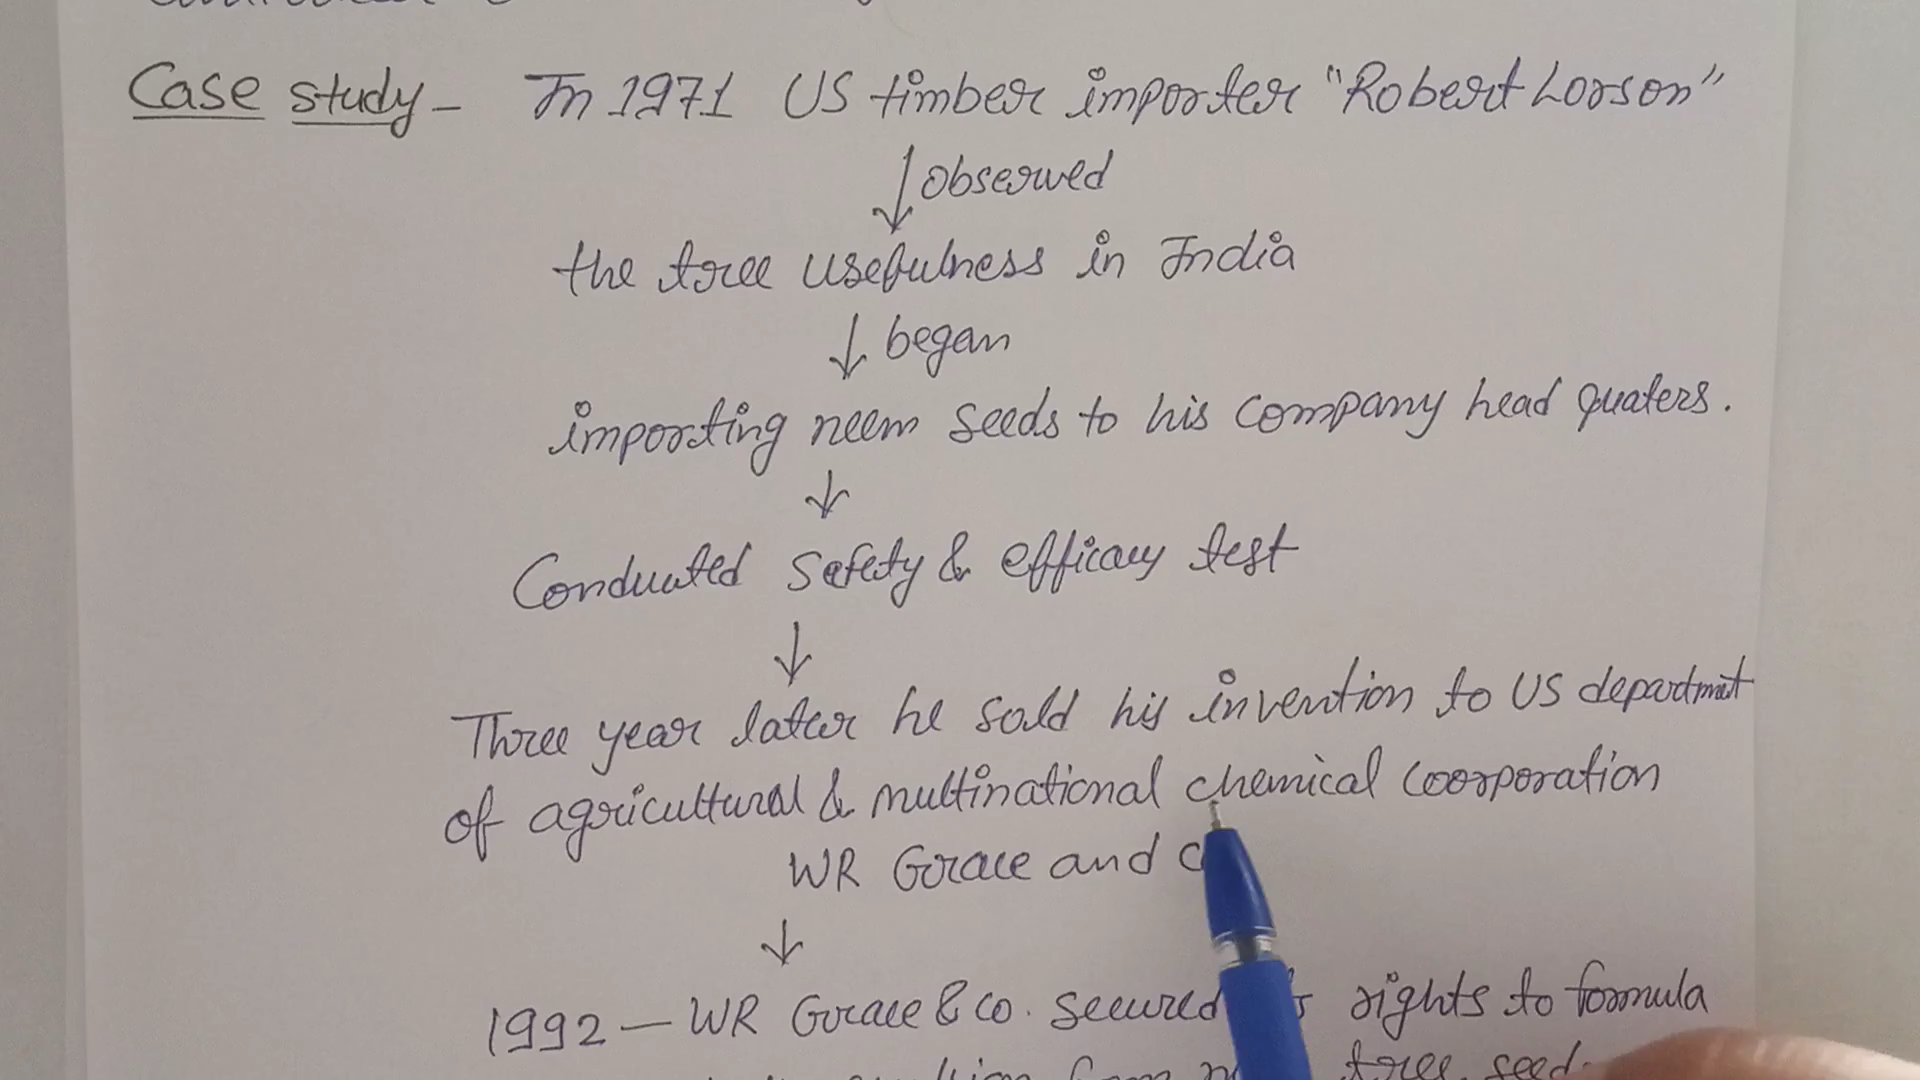 Case study - In 1971 US timber importer "Robert Lorson"
↓ observed
the tree usefulness in India
↓ began
importing neem seeds to his company head quaters.
↓
Conducted safety & efficacy test
↓
Three year later he sold his invention to US department
of agricultural & multinational chemical coorporation
WR Grace and
↓
1992 – WR Grace & co. secured rights to formula
from tree seed